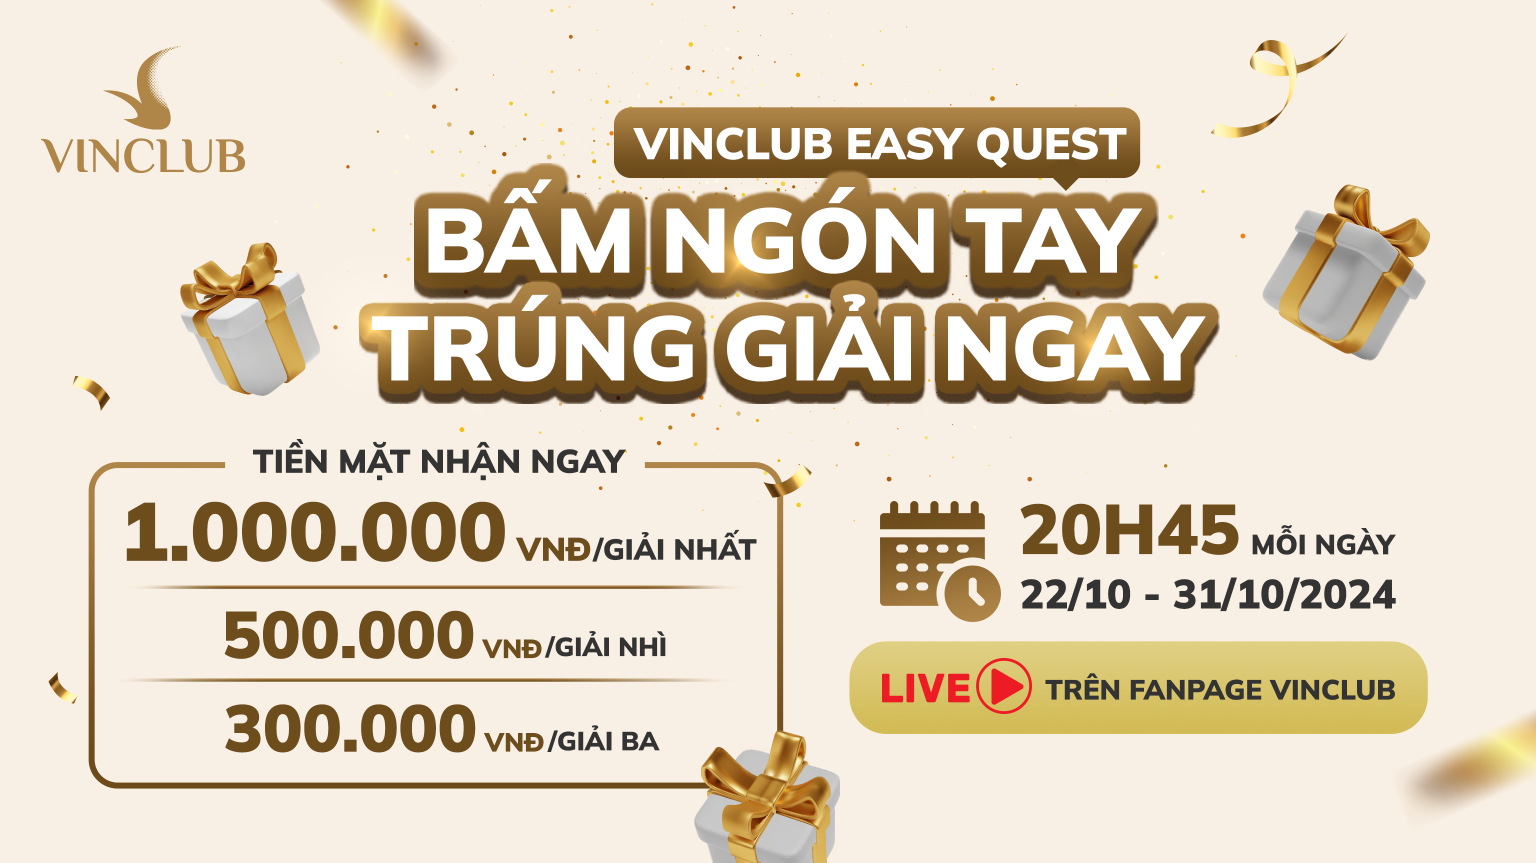 VINCLUB
VINCLUB EASY QUEST
BẤM NGÓN TAY
TRÚNG GIẢI NGAY
TIỀN MẶT NHẬN NGAY
1.000.000 VNĐ/GIẢI NHẤT
500.000 VNĐ/GIẢI NHÌ
300.000 VNĐ/GIẢI BA
20H45 MỖI NGÀY
22/10 - 31/10/2024
LIVE TRÊN FANPAGE VINCLUB